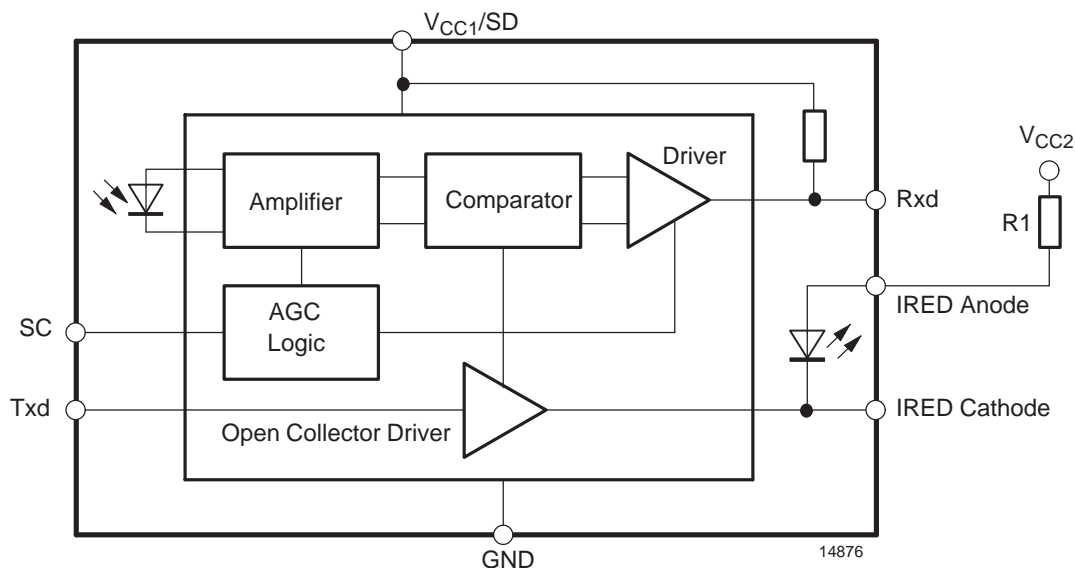 VCC1/SD
Driver
VCC2
Amplifier
Comparator
Rxd
R1
AGC
Logic
IRED Anode
SC
Txd
Open Collector Driver
IRED Cathode
GND
14876